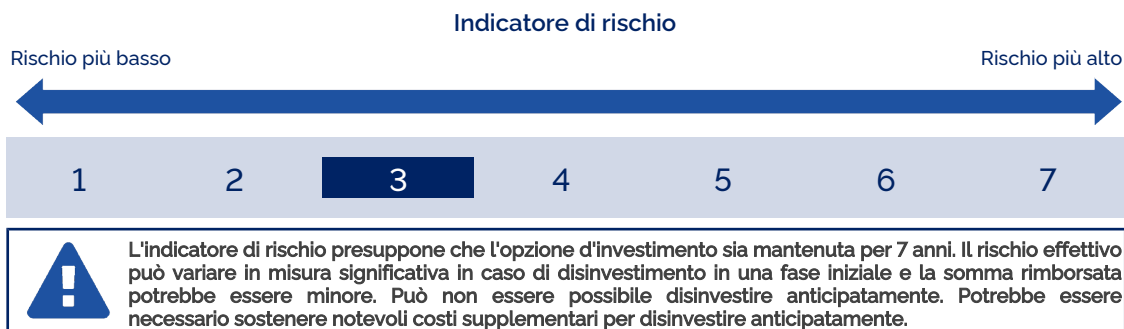 Indicatore di rischio
Rischio più basso
Rischio più alto
1 2 3 4 5 6 7
L'indicatore di rischio presuppone che l'opzione d'investimento sia mantenuta per 7 anni. Il rischio effettivo
può variare in misura significativa in caso di disinvestimento in una fase iniziale e la somma rimborsata
potrebbe essere minore. Può non essere possibile disinvestire anticipatamente. Potrebbe essere
necessario sostenere notevoli costi supplementari per disinvestire anticipatamente.